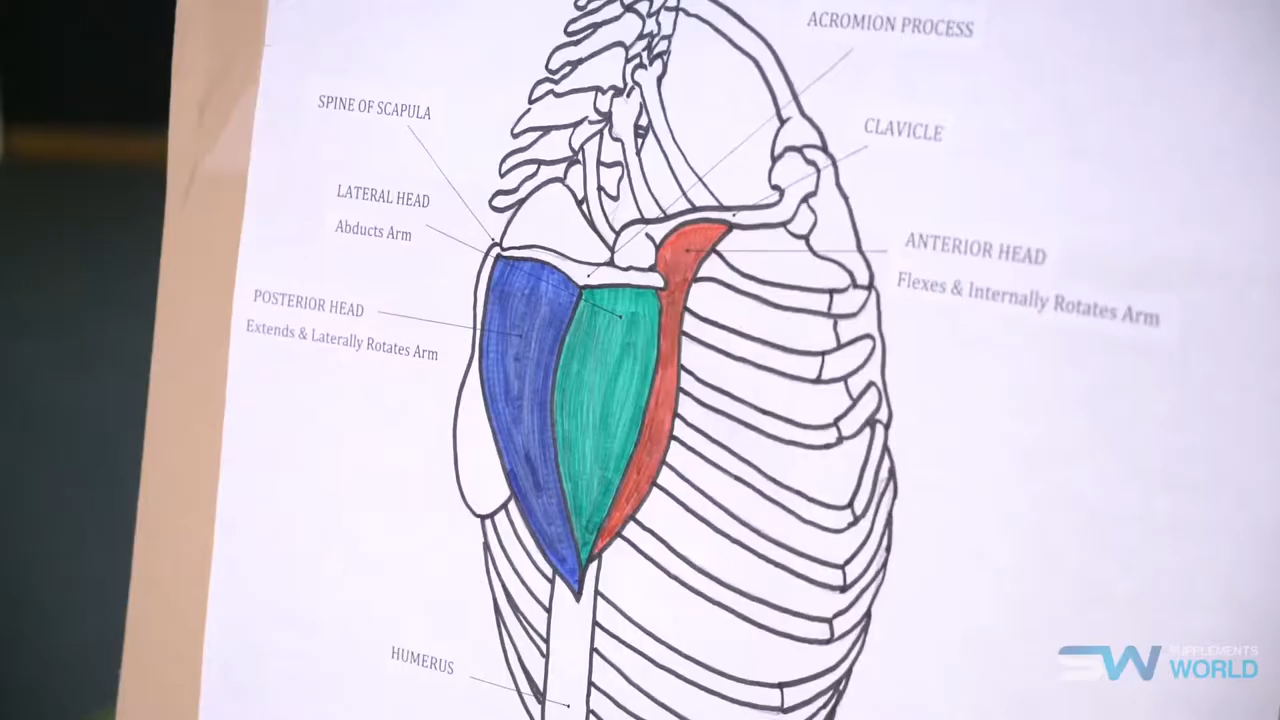 ACROMION PROCESS
SPINE OF SCAPULA
CLAVICLE
LATERAL HEAD
Abducts Arm
ANTERIOR HEAD
Flexes & Internally Rotates Arm
POSTERIOR HEAD
Extends & Laterally Rotates Arm
HUMERUS
SW SUPPLEMENTS
WORLD